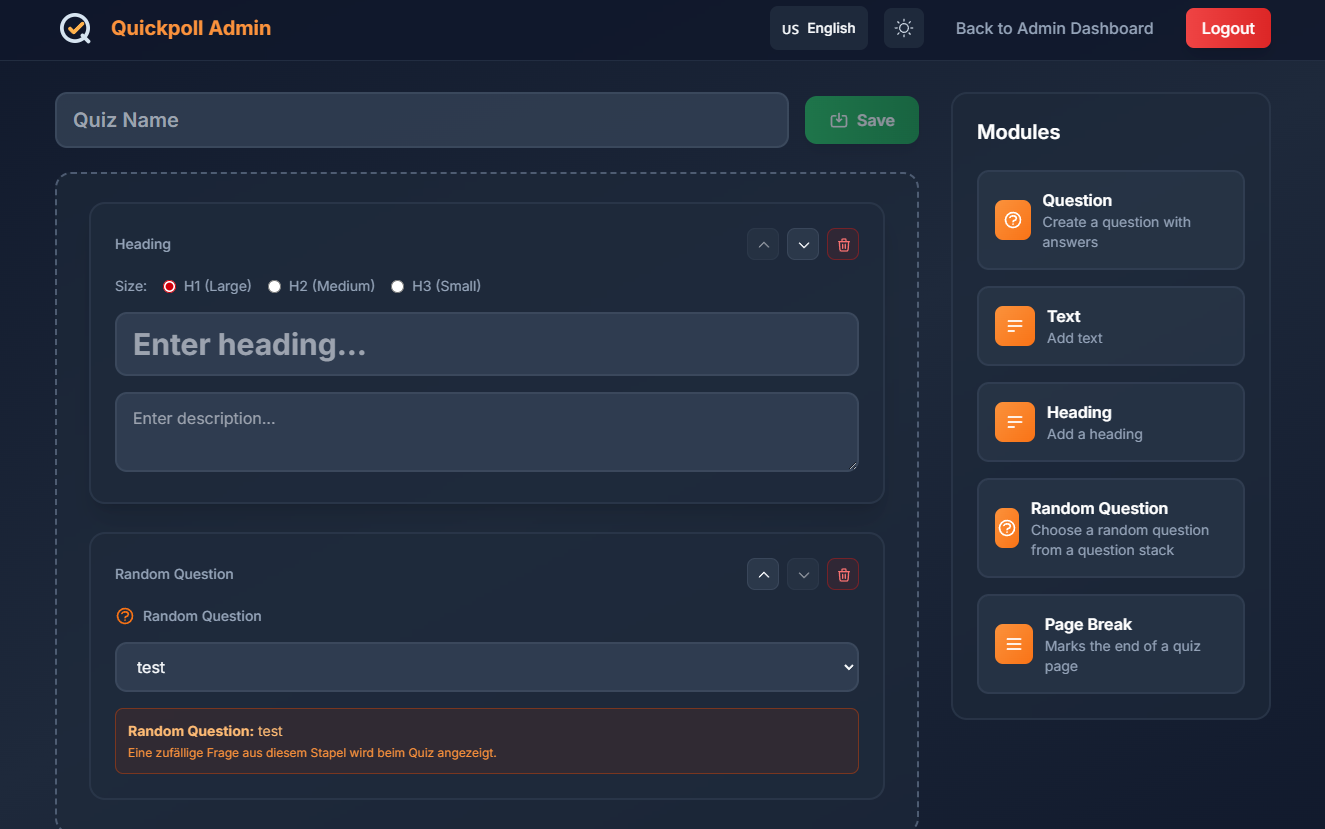 Quickpoll Admin
US English
Back to Admin Dashboard
Logout
Quiz Name
Save
Heading
Size: H1 (Large) H2 (Medium) H3 (Small)
Enter heading...
Enter description...
Random Question
Random Question
test
Random Question: test
Eine zufällige Frage aus diesem Stapel wird beim Quiz angezeigt.
Modules
Question
Create a question with
answers
Text
Add text
Heading
Add a heading
Random Question
Choose a random question
from a question stack
Page Break
Marks the end of a quiz
page